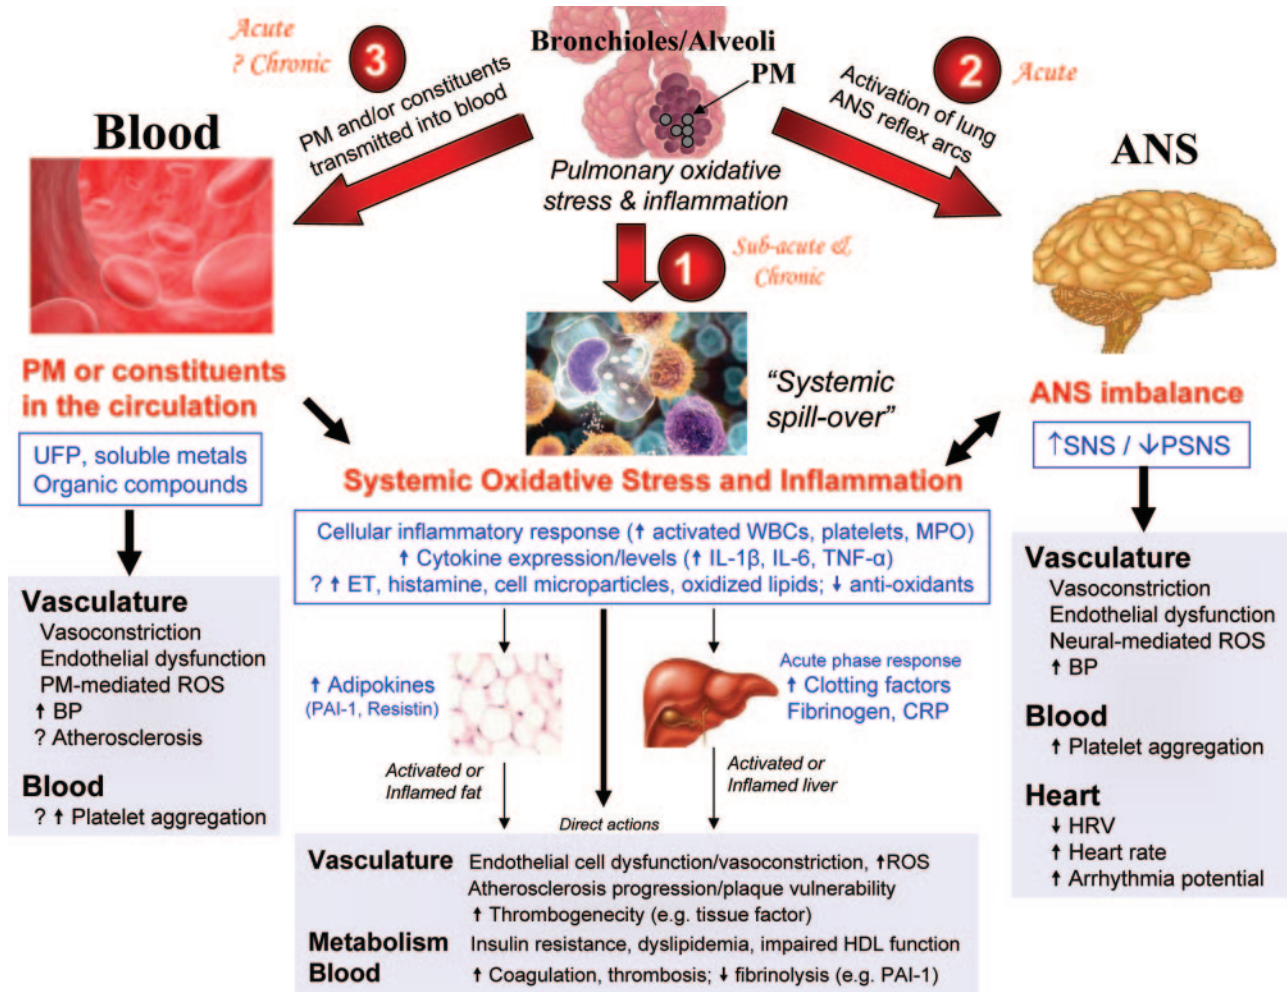 Bronchioles/Alveoli
PM
Acute
? Chronic
3
PM and/or constituents
transmitted into blood
2
Acute
Activation of lung
ANS reflex arcs
Blood
ANS
Pulmonary oxidative
stress & inflammation
1
Sub-acute &
Chronic
"Systemic
spill-over"
PM or constituents
in the circulation
UFP, soluble metals
Organic compounds
Vasculature
Vasoconstriction
Endothelial dysfunction
PM-mediated ROS
↑ BP
? Atherosclerosis
Blood
? ↑ Platelet aggregation
Systemic Oxidative Stress and Inflammation
Cellular inflammatory response (↑ activated WBCs, platelets, MPO)
↑ Cytokine expression/levels (↑ IL-1β, IL-6, TNF-α)
? ↑ ET, histamine, cell microparticles, oxidized lipids; ↓ anti-oxidants
↑ Adipokines
(PAI-1, Resistin)
Activated or
Inflamed fat
Acute phase response
↑ Clotting factors
Fibrinogen, CRP
Activated or
Inflamed liver
Direct actions
Vasculature Endothelial cell dysfunction/vasoconstriction, ↑ROS
Atherosclerosis progression/plaque vulnerability
↑ Thrombogenecity (e.g. tissue factor)
Metabolism Insulin resistance, dyslipidemia, impaired HDL function
Blood ↑ Coagulation, thrombosis; ↓ fibrinolysis (e.g. PAI-1)
ANS imbalance
↑SNS / ↓PSNS
Vasculature
Vasoconstriction
Endothelial dysfunction
Neural-mediated ROS
↑ BP
Blood
↑ Platelet aggregation
Heart
↓ HRV
↑ Heart rate
↑ Arrhythmia potential